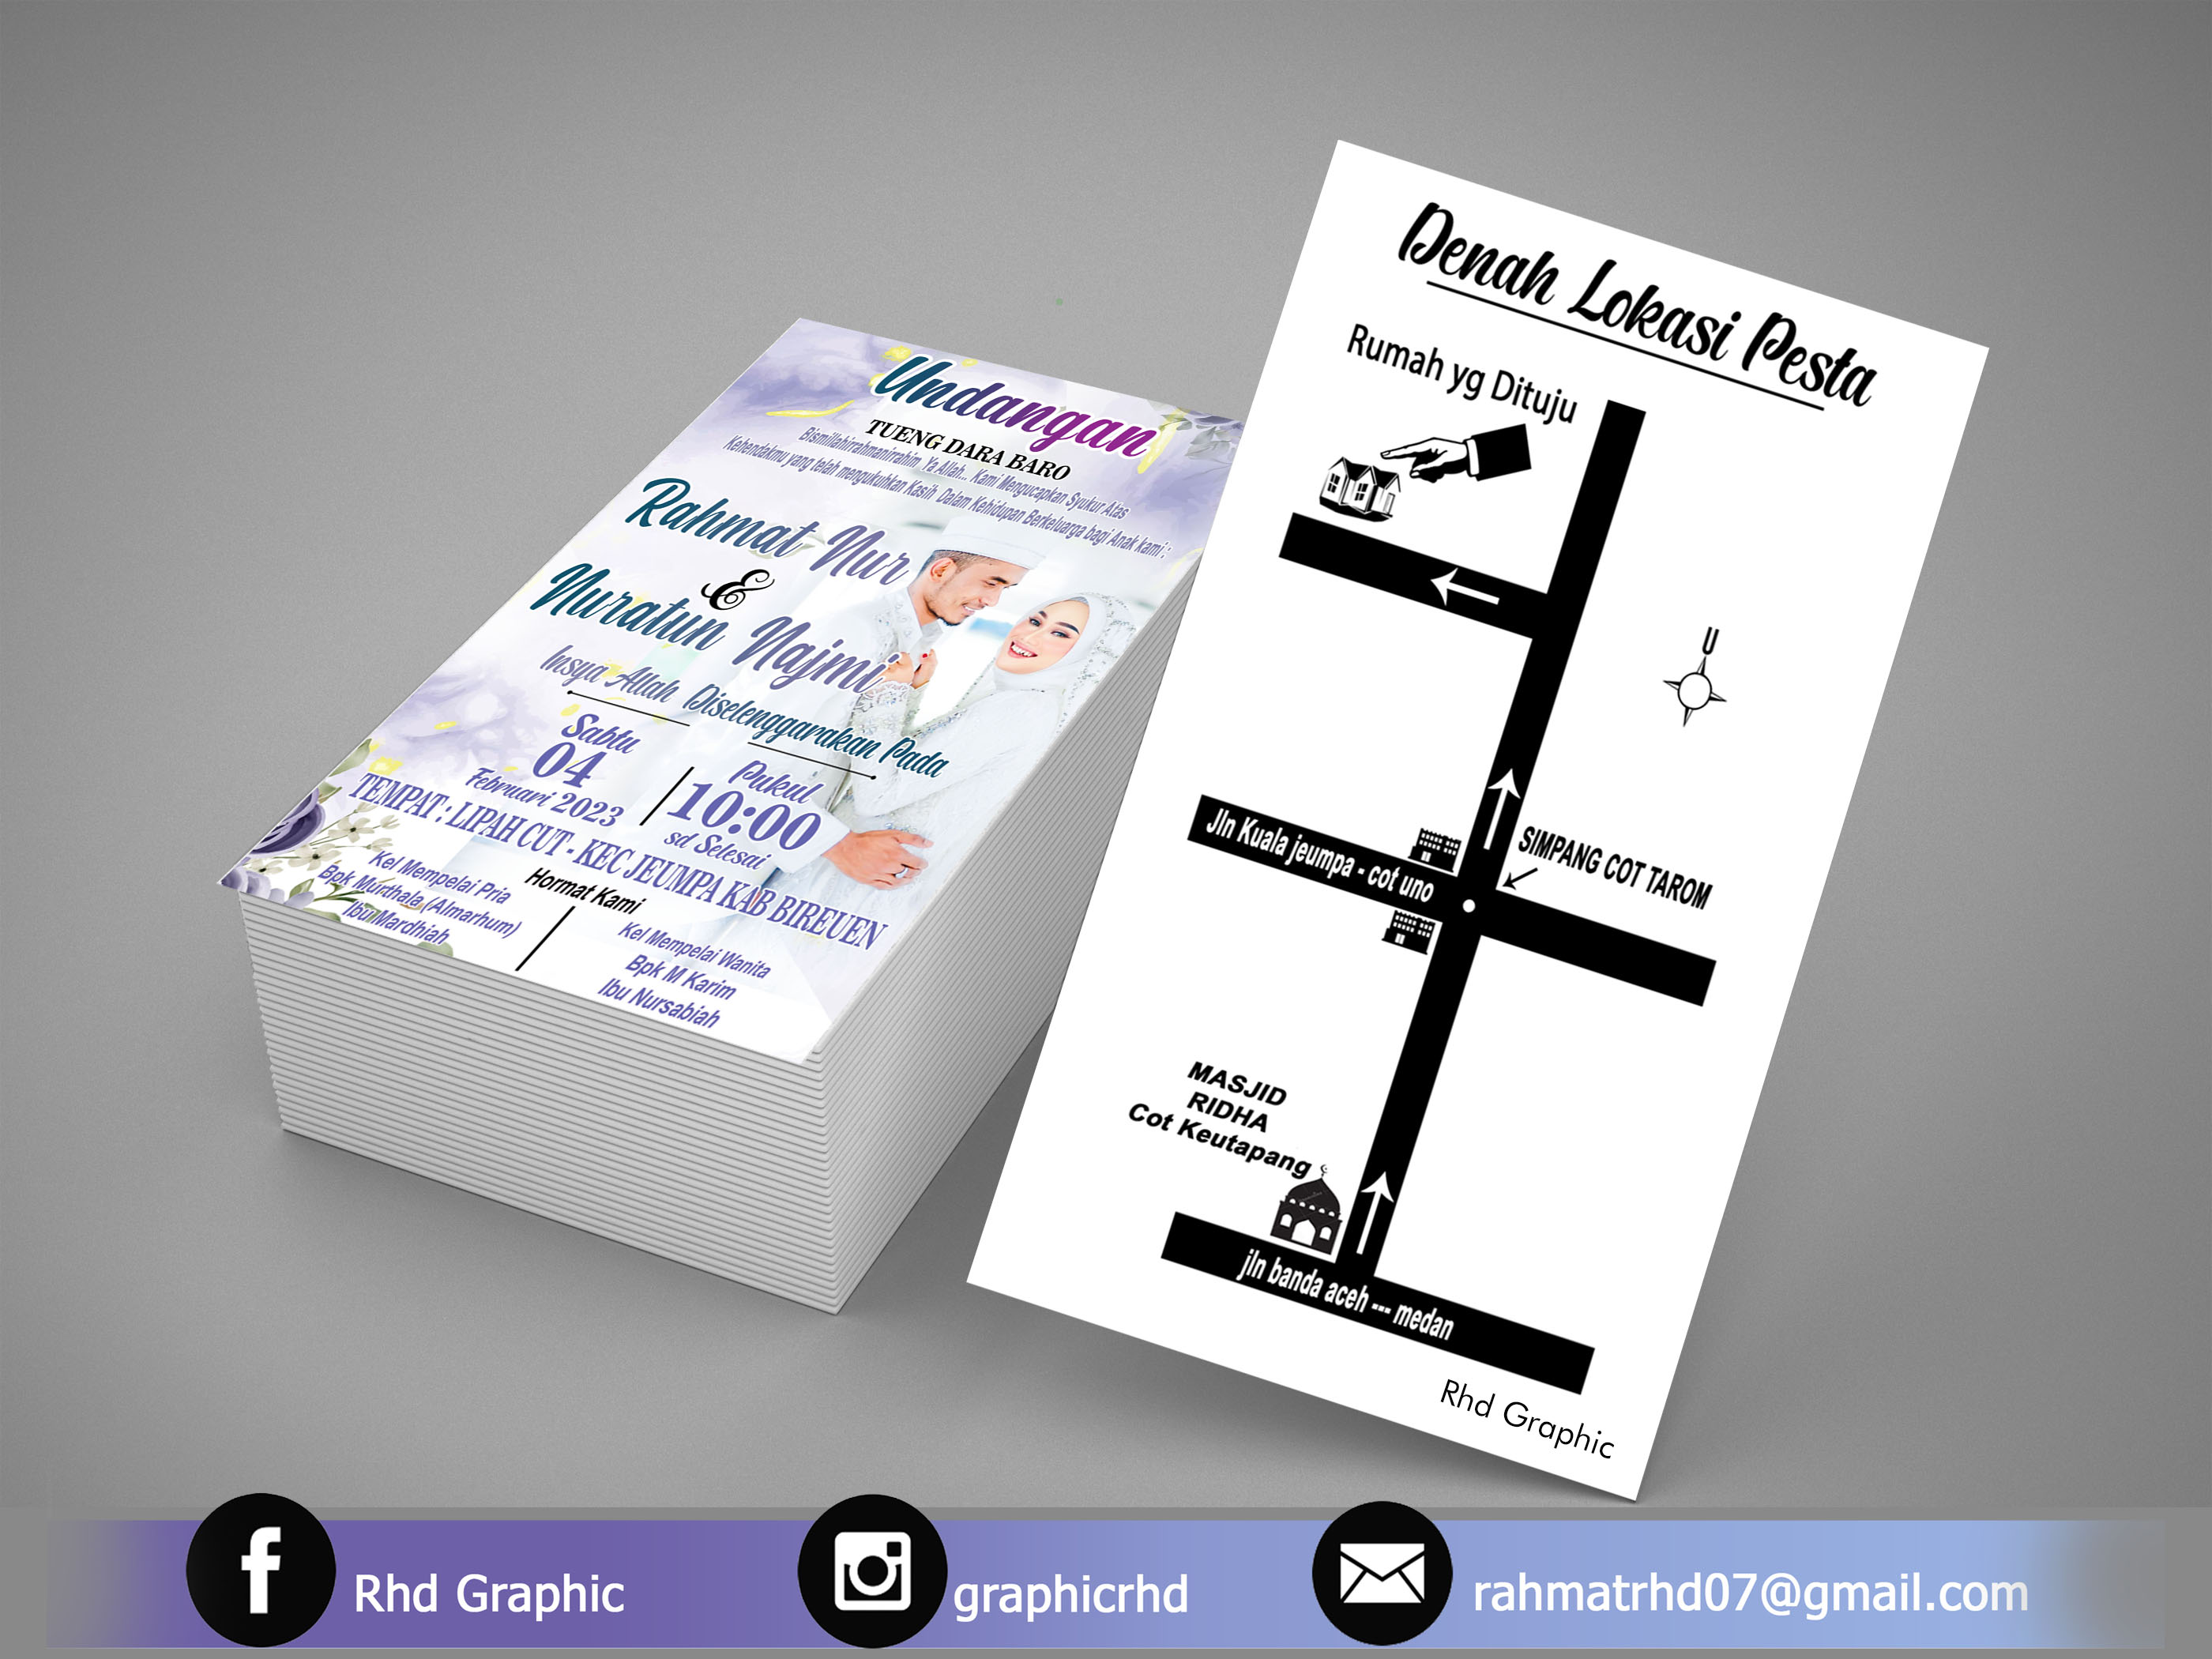 Undangan
TUENG DARA BARO
Bismillahirrahmanirrahim Ya Allah... Kami Mengucapkan Syukur Atas
Kehendakmu yang telah mengukuhkan Kasih Dalam Kehidupan Berkeluarga bagi Anak kami :
Rahmat Nur
&
Nuratun Najmi
Insya Allah Diselenggarakan Pada
Sabtu
04
Februari 2023
Pukul
10:00
sd Selesai
TEMPAT : LIPAH CUT - KEC JEUMPA KAB BIREUEN
Hormat Kami
Kel Mempelai Pria
Bpk Murthala (Almarhum)
Ibu Mardhiah
Kel Mempelai Wanita
Bpk M Karim
Ibu Nursabiah
Denah Lokasi Pesta
Rumah yg Dituju
U
Jln Kuala jeumpa - cot uno
SIMPANG COT TAROM
MASJID
RIDHA
Cot Keutapang
jln banda aceh --- medan
Rhd Graphic
Rhd Graphic
graphicrhd
rahmatrhd07@gmail.com